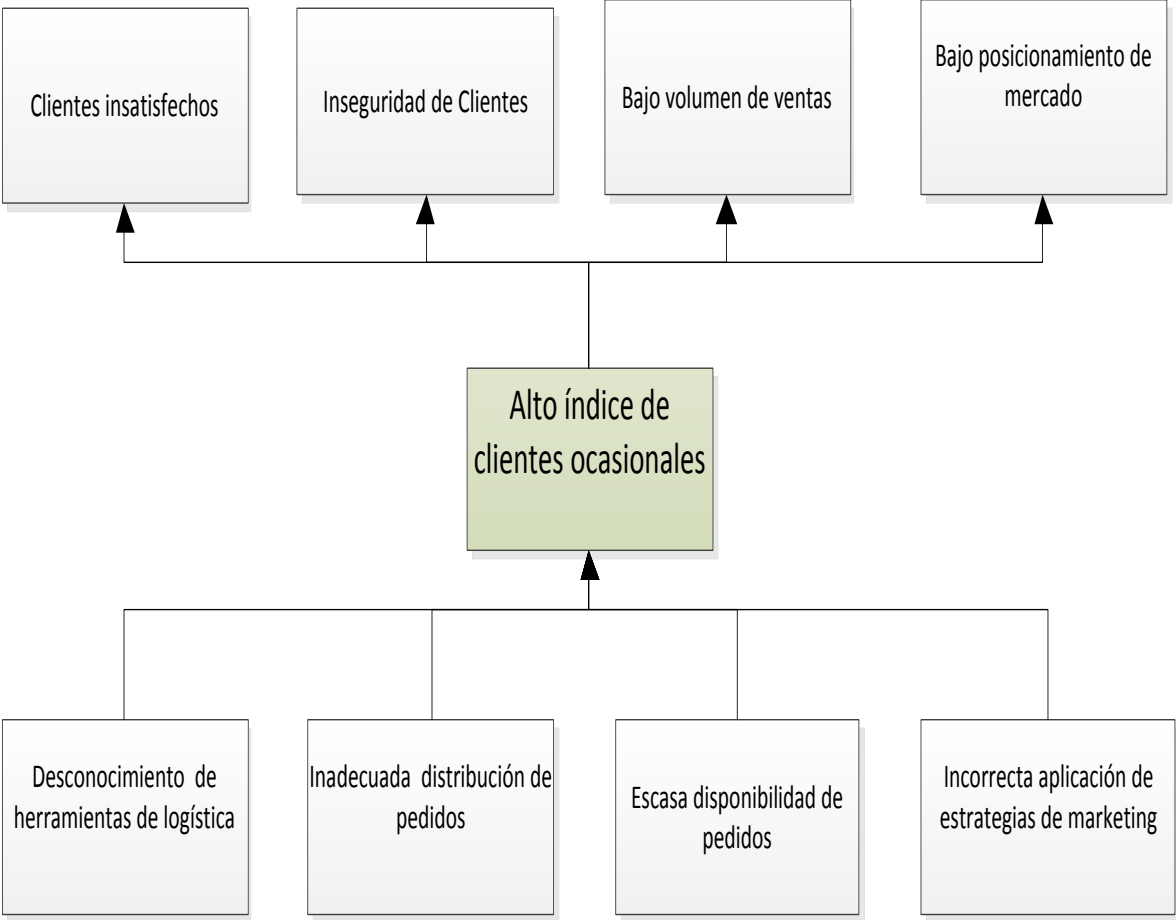 Clientes insatisfechos
Inseguridad de Clientes
Bajo volumen de ventas
Bajo posicionamiento de
mercado
Alto índice de
clientes ocasionales
Desconocimiento de
herramientas de logística
Inadecuada distribución de
pedidos
Escasa disponibilidad de
pedidos
Incorrecta aplicación de
estrategias de marketing